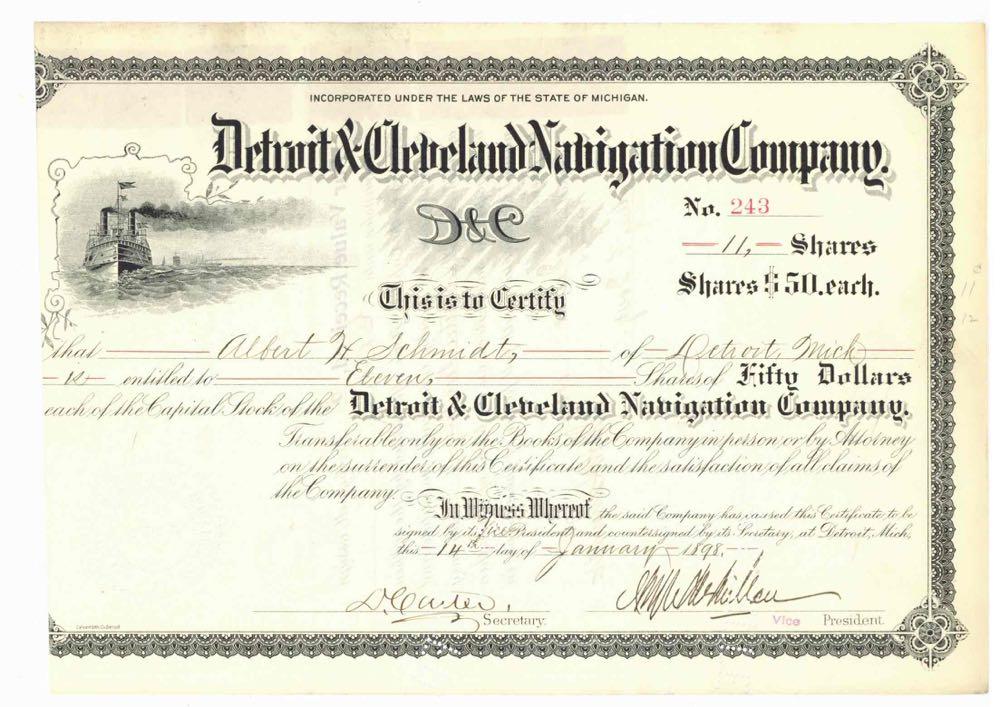 INCORPORATED UNDER THE LAWS OF THE STATE OF MICHIGAN.
Detroit & Cleveland Navigation Company.
D&C
No. 243
11, Shares
Shares $50. each.
This is to Certify
that Albert H. Schmidt, of Detroit, Mich
is entitled to Eleven, Shares of Fifty Dollars
each of the Capital Stock of the Detroit & Cleveland Navigation Company.
Transferable only on the Books of the Company in person or by Attorney
on the surrender of this Certificate and the satisfaction of all claims of
the Company.
In Witness Whereof the said Company has caused this Certificate to be
signed by its Vice President and countersigned by its Secretary, at Detroit, Mich,
this 14th day of January 1898.
D. Carter,
Secretary.
McMillan
Vice President.